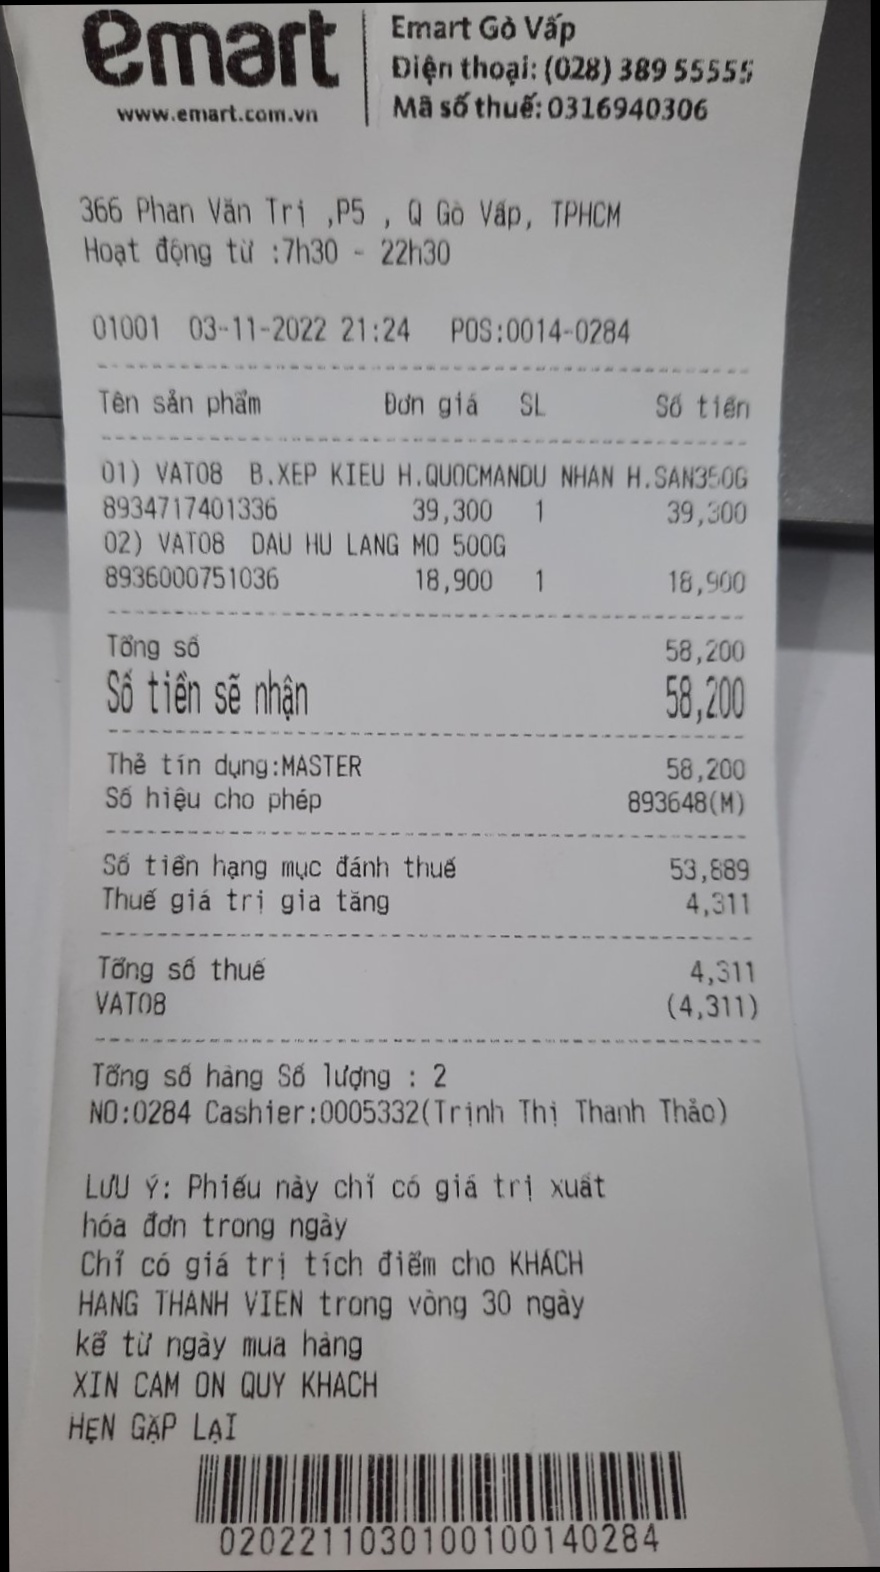 emart
www.emart.com.vn
Emart Gò Vấp
Điện thoại: (028) 389 55555
Mã số thuế: 0316940306
366 Phan Văn Trị ,P5 , Q Gò Vấp, TPHCM
Hoạt động từ :7h30 - 22h30
01001 03-11-2022 21:24 POS:0014-0284
Tên sản phẩm Đơn giá SL Số tiền
01) VAT08 B.XEP KIEU H.QUOCMANDU NHAN H.SAN350G
8934717401336 39,300 1 39,300
02) VAT08 DAU HU LANG MO 500G
8936000751036 18,900 1 18,900
Tổng số 58,200
Số tiền sẽ nhận 58,200
Thẻ tín dụng:MASTER 58,200
Số hiệu cho phép 893648(M)
Số tiền hạng mục đánh thuế 53,889
Thuế giá trị gia tăng 4,311
Tổng số thuế 4,311
VAT08 (4,311)
Tổng số hàng Số lượng : 2
NO:0284 Cashier:0005332(Trịnh Thị Thanh Thảo)
LƯU Ý: Phiếu này chỉ có giá trị xuất
hóa đơn trong ngày
Chỉ có giá trị tích điểm cho KHÁCH
HANG THANH VIEN trong vòng 30 ngày
kể từ ngày mua hàng
XIN CAM ON QUY KHACH
HẸN GẶP LẠI
0202211030100100140284